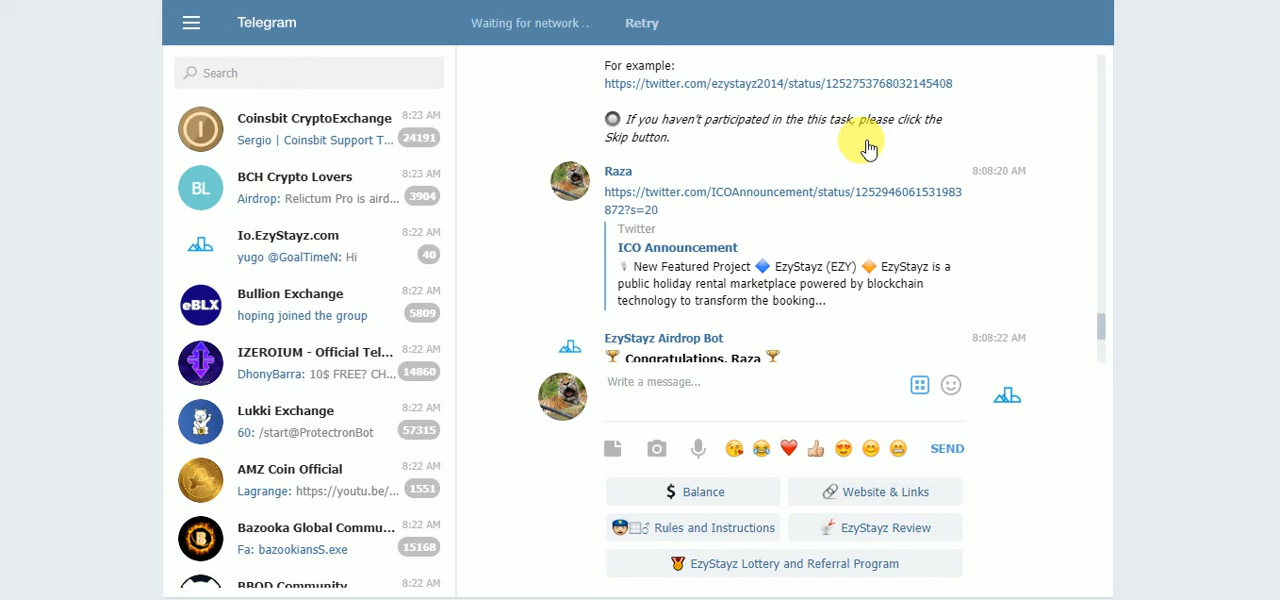 Telegram
Waiting for network ...
Retry
Search
Coinsbit CryptoExchange
8:23 AM
Sergio | Coinsbit Support T...
24191
BL
BCH Crypto Lovers
8:23 AM
Airdrop: Relictum Pro is aird...
3904
Io.EzyStayz.com
8:22 AM
yugo @GoalTimeN: Hi
40
eBLX
Bullion Exchange
8:22 AM
hoping joined the group
5809
IZEROIUM - Official Tel...
8:22 AM
DhonyBarra: 10$ FREE? CH...
14860
Lukki Exchange
8:22 AM
60: /start@ProtectronBot
57315
AMZ Coin Official
8:22 AM
Lagrange: https://youtu.be/...
1551
B
Bazooka Global Commu...
8:22 AM
Fa: bazookiansS.exe
15168
BBOD Community
8:22 AM
For example:
https://twitter.com/ezystayz2014/status/1252753768032145408
If you haven't participated in the this task, please click the
Skip button.
Raza
8:08:20 AM
https://twitter.com/ICOAnnouncement/status/1252946061531983
872?s=20
Twitter
ICO Announcement
New Featured Project 🔷 EzyStayz (EZY) 🔶 EzyStayz is a
public holiday rental marketplace powered by blockchain
technology to transform the booking...
EzyStayz Airdrop Bot
8:08:22 AM
🏆 Congratulations, Raza 🏆
Write a message...
SEND
$ Balance
Website & Links
Rules and Instructions
EzyStayz Review
EzyStayz Lottery and Referral Program